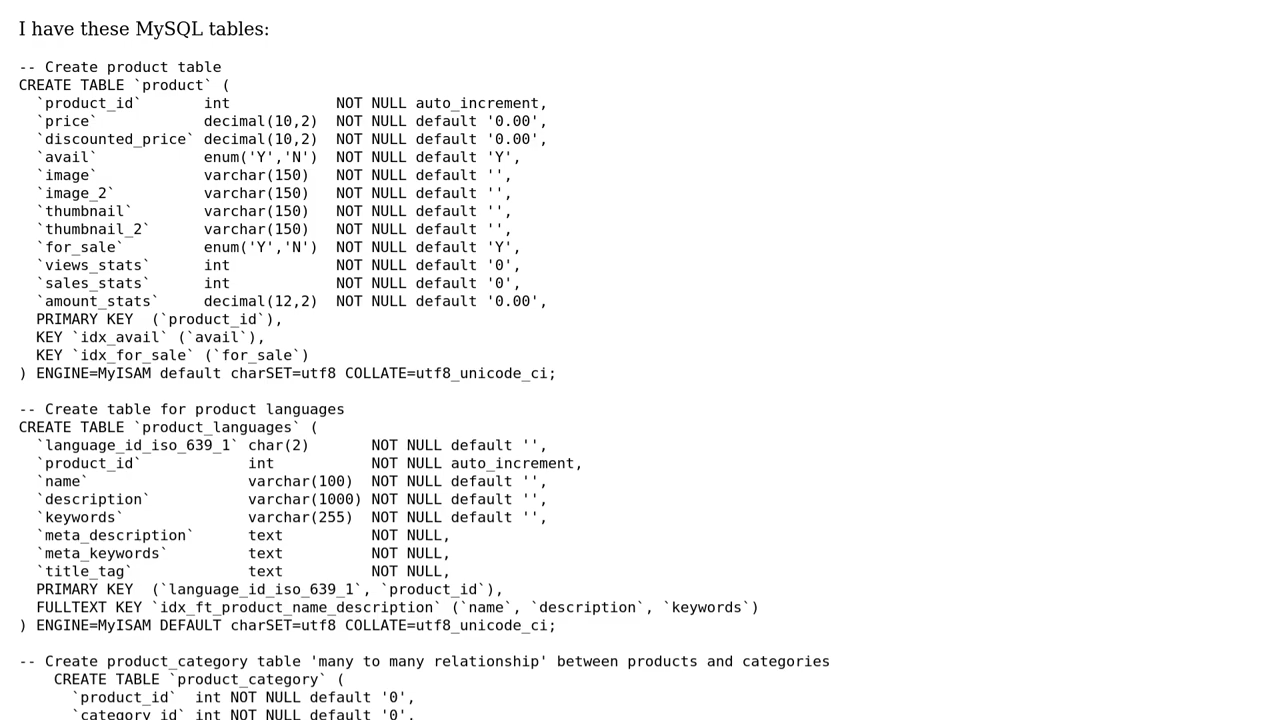 I have these MySQL tables:
-- Create product table
CREATE TABLE `product` (
  `product_id`       int            NOT NULL auto_increment,
  `price`            decimal(10,2)  NOT NULL default '0.00',
  `discounted_price` decimal(10,2)  NOT NULL default '0.00',
  `avail`            enum('Y','N')  NOT NULL default 'Y',
  `image`            varchar(150)   NOT NULL default '',
  `image_2`          varchar(150)   NOT NULL default '',
  `thumbnail`        varchar(150)   NOT NULL default '',
  `thumbnail_2`      varchar(150)   NOT NULL default '',
  `for_sale`         enum('Y','N')  NOT NULL default 'Y',
  `views_stats`      int            NOT NULL default '0',
  `sales_stats`      int            NOT NULL default '0',
  `amount_stats`     decimal(12,2)  NOT NULL default '0.00',
  PRIMARY KEY  (`product_id`),
  KEY `idx_avail` (`avail`),
  KEY `idx_for_sale` (`for_sale`)
) ENGINE=MyISAM default charSET=utf8 COLLATE=utf8_unicode_ci;
-- Create table for product languages
CREATE TABLE `product_languages` (
  `language_id_iso_639_1` char(2)       NOT NULL default '',
  `product_id`            int           NOT NULL auto_increment,
  `name`                  varchar(100)  NOT NULL default '',
  `description`           varchar(1000) NOT NULL default '',
  `keywords`              varchar(255)  NOT NULL default '',
  `meta_description`      text          NOT NULL,
  `meta_keywords`         text          NOT NULL,
  `title_tag`             text          NOT NULL,
  PRIMARY KEY  (`language_id_iso_639_1`, `product_id`),
  FULLTEXT KEY `idx_ft_product_name_description` (`name`, `description`, `keywords`)
) ENGINE=MyISAM DEFAULT charSET=utf8 COLLATE=utf8_unicode_ci;
-- Create product_category table 'many to many relationship' between products and categories
    CREATE TABLE `product_category` (
      `product_id`  int NOT NULL default '0',
      `category_id` int NOT NULL default '0',